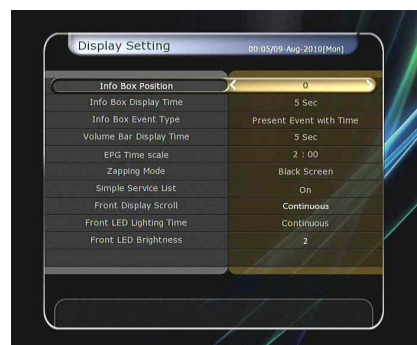 Display Setting
00:05/09-Aug-2010[Mon]
Info Box Position 0
Info Box Display Time 5 Sec
Info Box Event Type Present Event with Time
Volume Bar Display Time 5 Sec
EPG Time scale 2 : 00
Zapping Mode Black Screen
Simple Service List On
Front Display Scroll Continuous
Front LED Lighting Time Continuous
Front LED Brightness 2